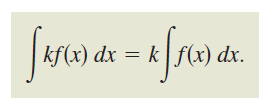 ∫ kf(x) dx = k ∫ f(x) dx.